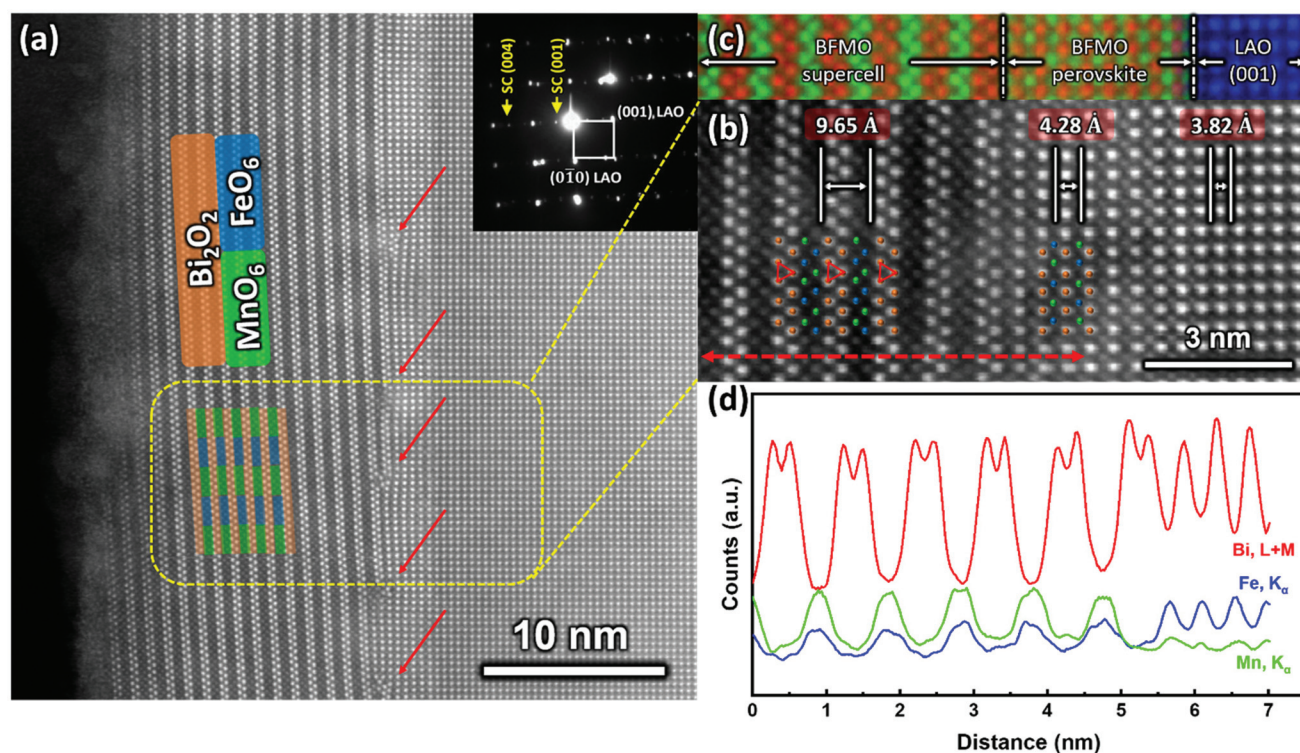 (a)
SC (004)
SC (001)
(001) LAO
(01̄0) LAO
Bi₂O₂
FeO₆
MnO₆
10 nm
(c)
BFMO
supercell
BFMO
perovskite
LAO
(001)
(b)
9.65 Å
4.28 Å
3.82 Å
3 nm
(d)
Counts (a.u.)
Bi, L+M
Fe, Kα
Mn, Kα
0 1 2 3 4 5 6 7
Distance (nm)